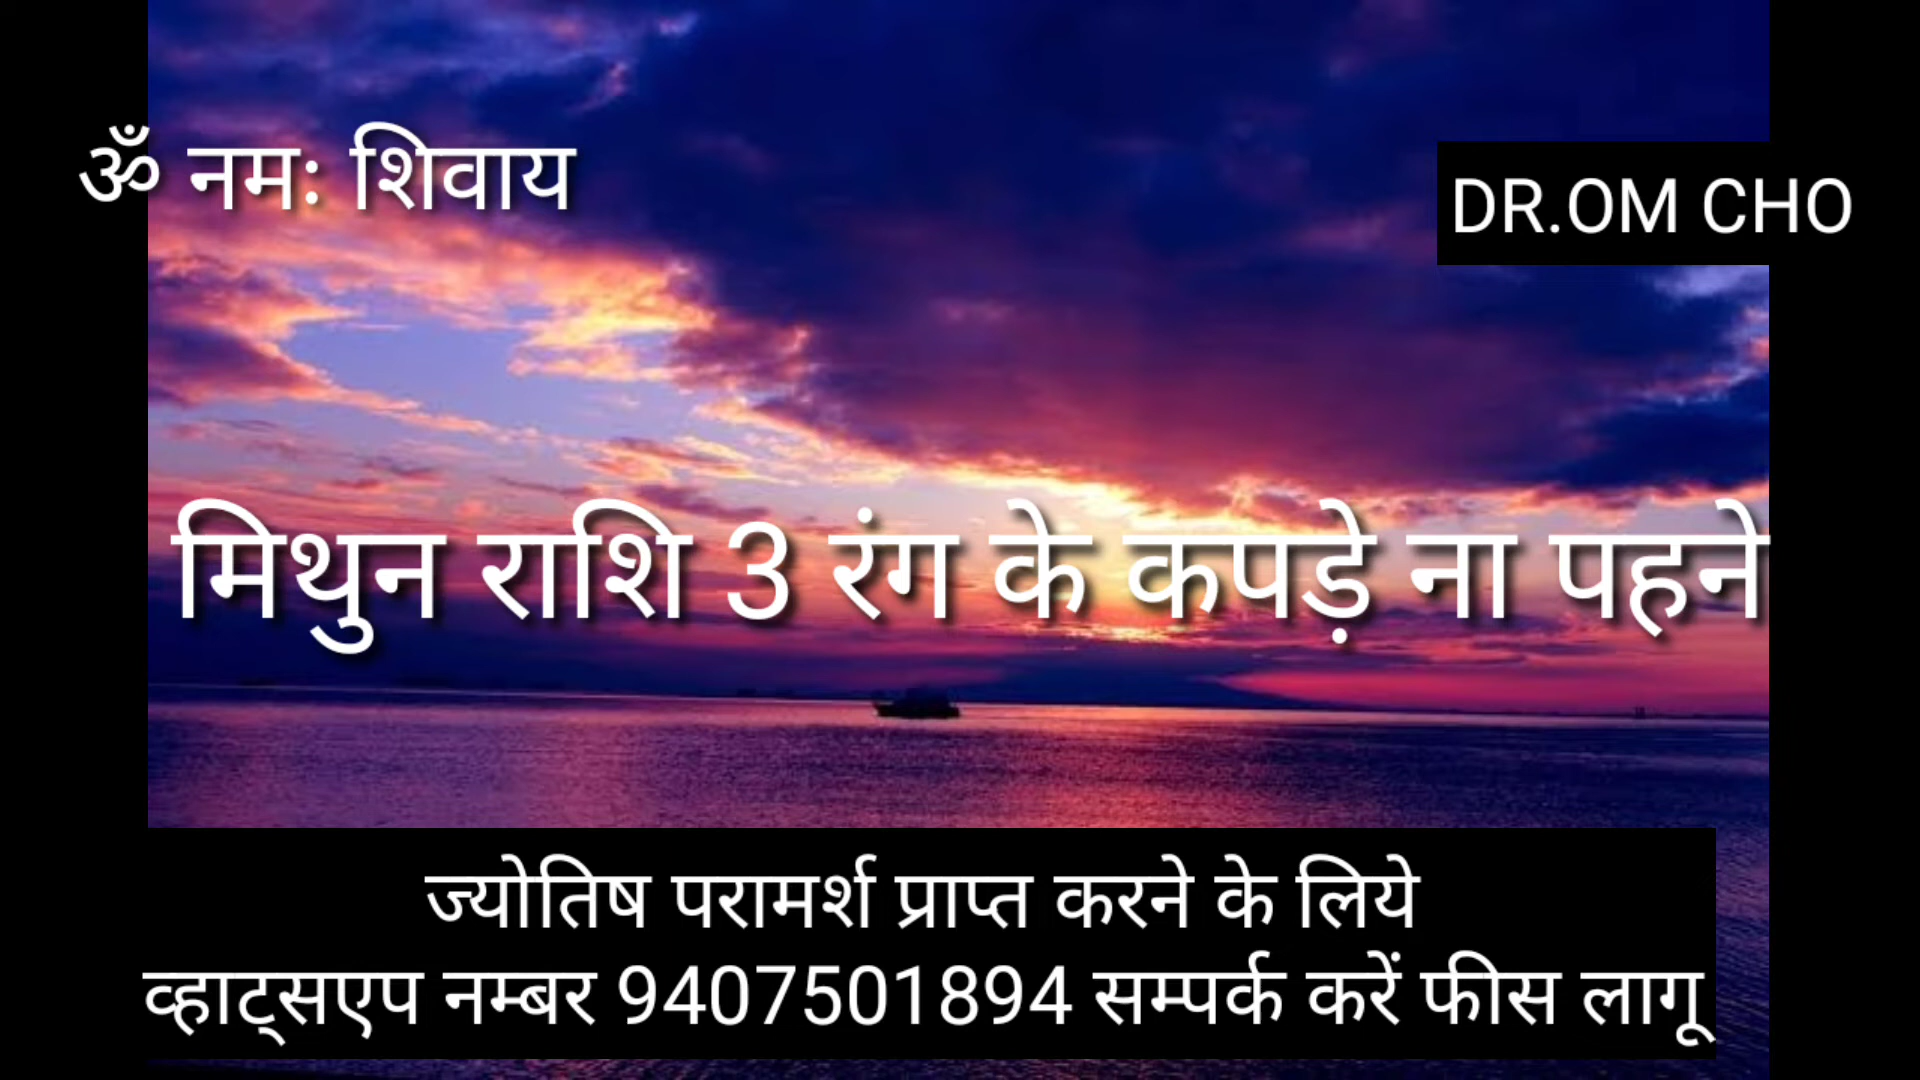 ॐ नमः शिवाय
DR.OM CHO
मिथुन राशि 3 रंग के कपड़े ना पहने
ज्योतिष परामर्श प्राप्त करने के लिये
व्हाट्सएप नम्बर 9407501894 सम्पर्क करें फीस लागू